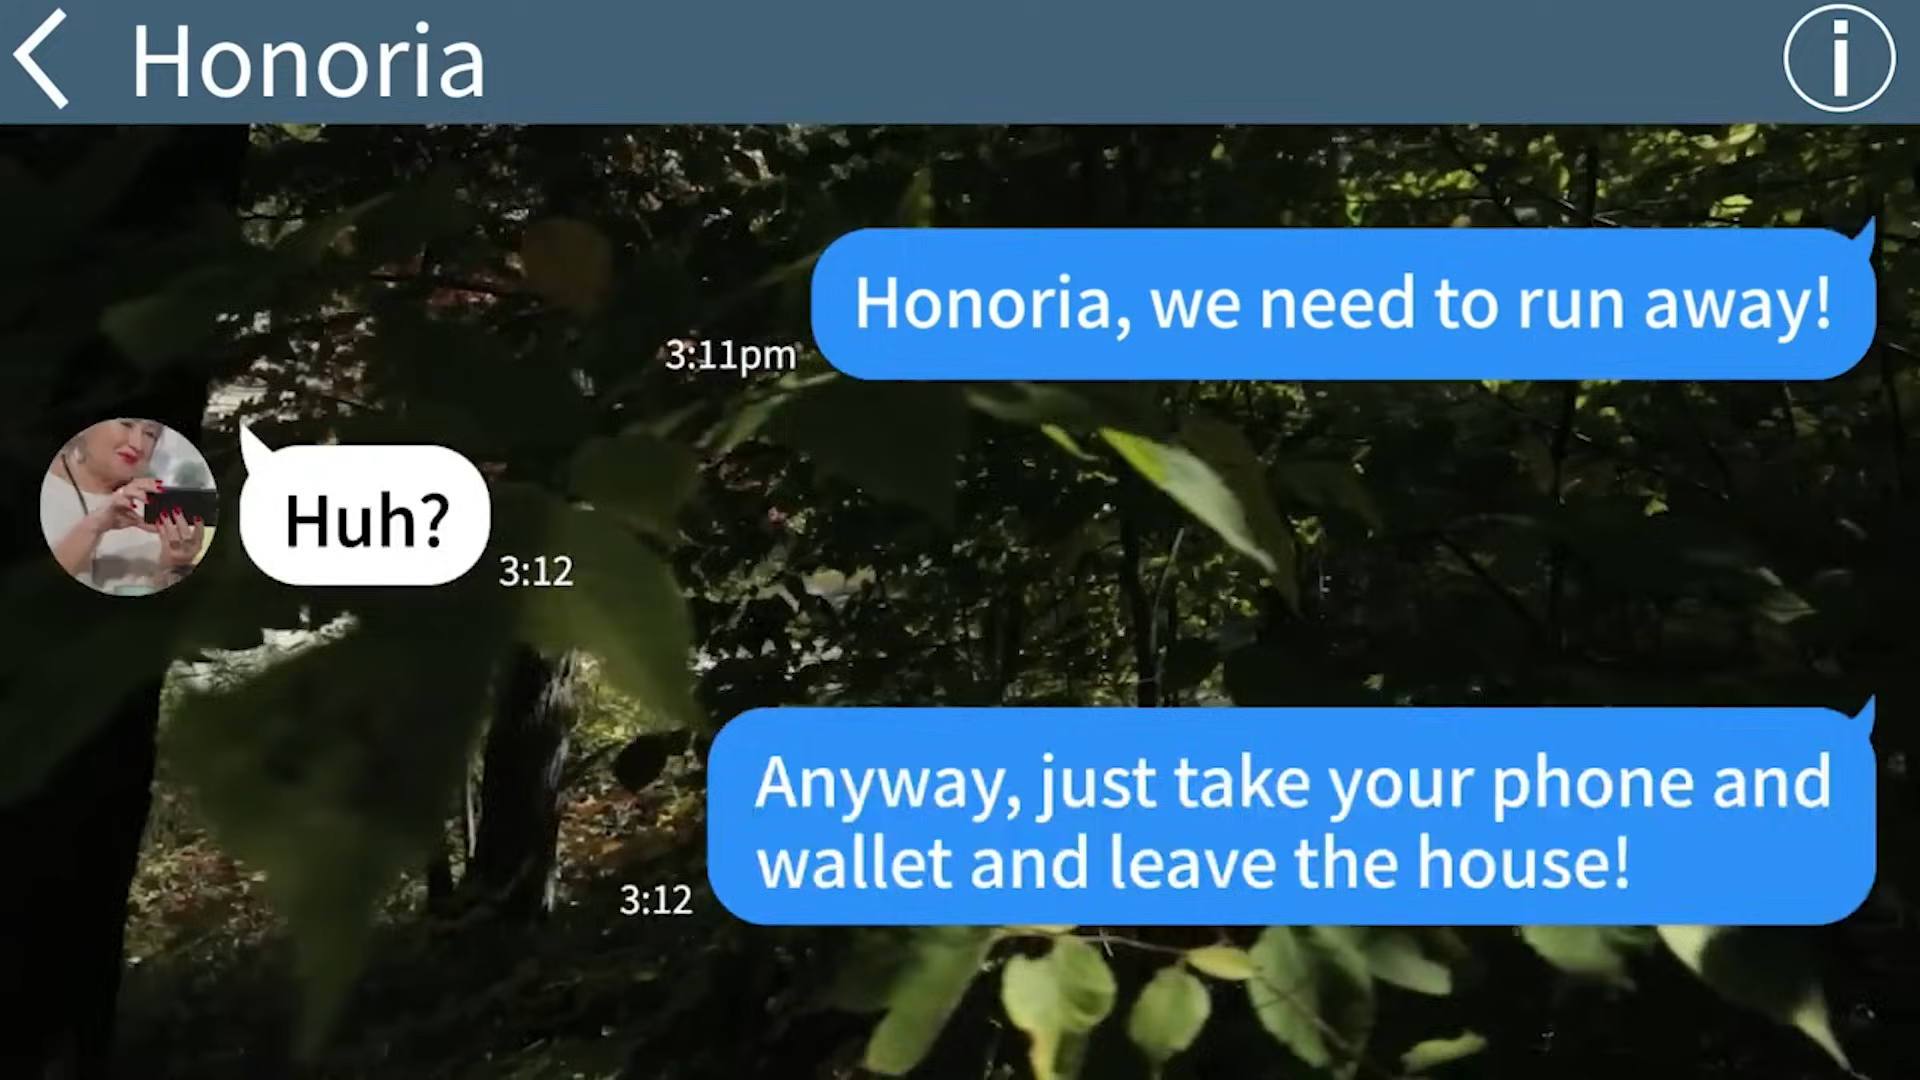 Honoria
Honoria, we need to run away!
3:11pm
Huh?
3:12
Anyway, just take your phone and
wallet and leave the house!
3:12